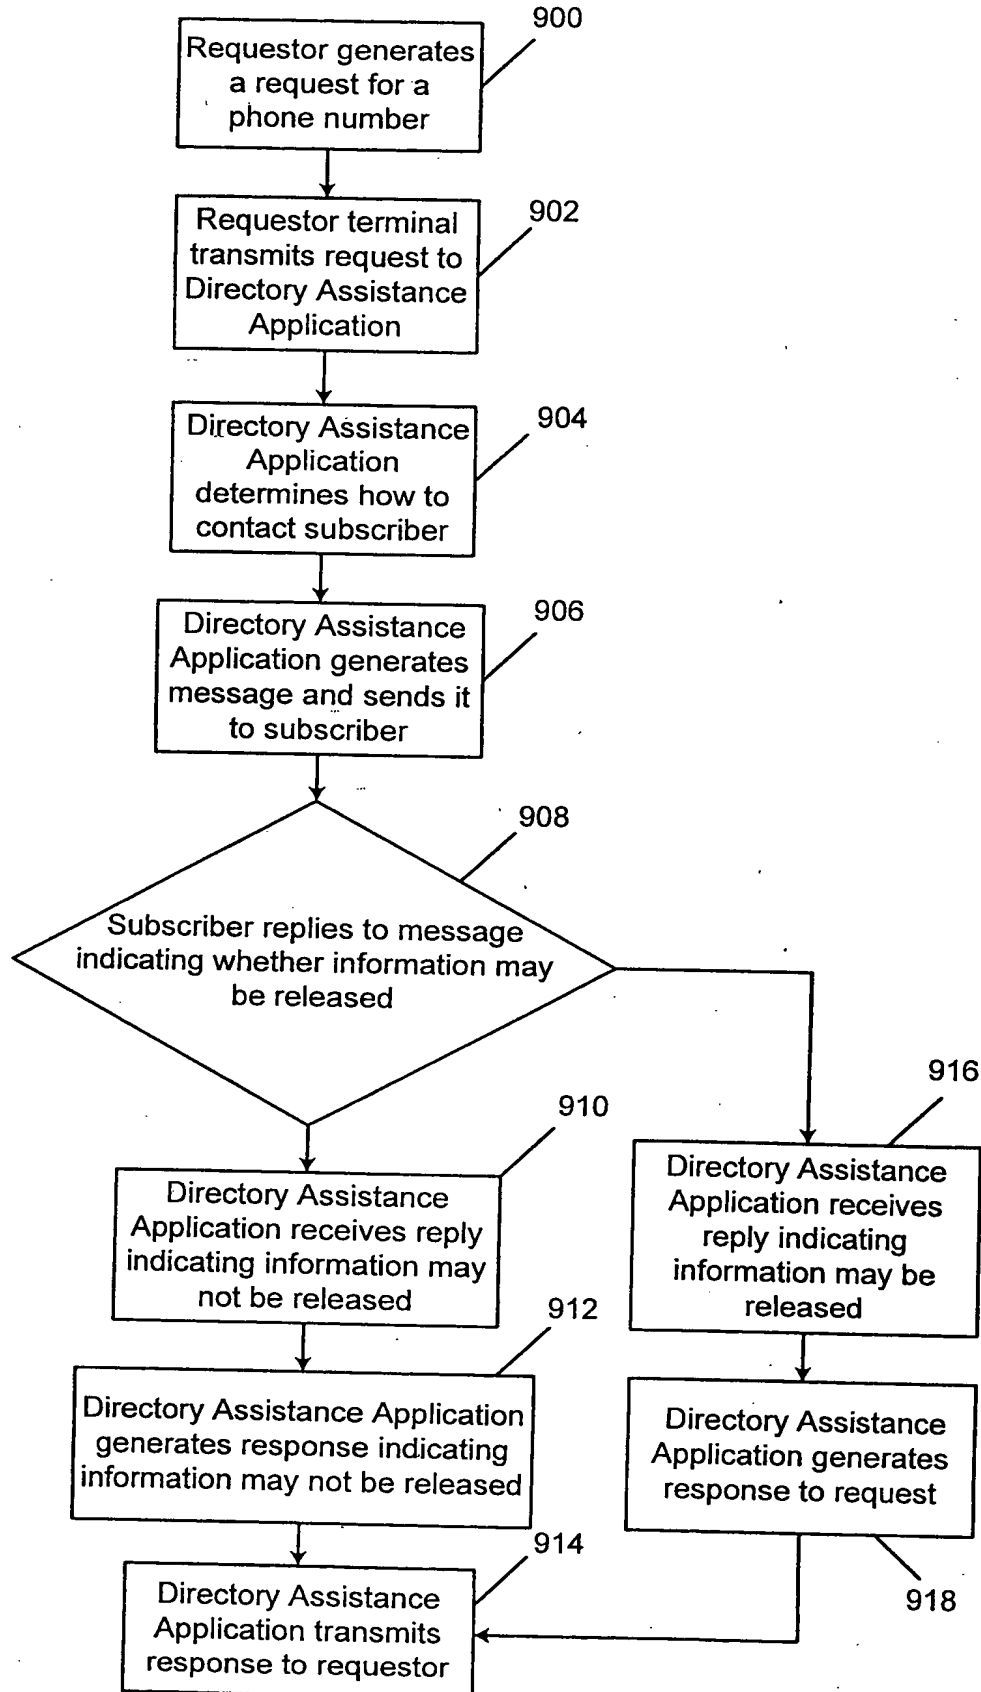 900
Requestor generates
a request for a
phone number
902
Requestor terminal
transmits request to
Directory Assistance
Application
904
Directory Assistance
Application
determines how to
contact subscriber
906
Directory Assistance
Application generates
message and sends it
to subscriber
908
Subscriber replies to message
indicating whether information may
be released
910
Directory Assistance
Application receives reply
indicating information may
not be released
916
Directory Assistance
Application receives
reply indicating
information may be
released
912
Directory Assistance Application
generates response indicating
information may not be released
Directory Assistance
Application generates
response to request
918
914
Directory Assistance
Application transmits
response to requestor